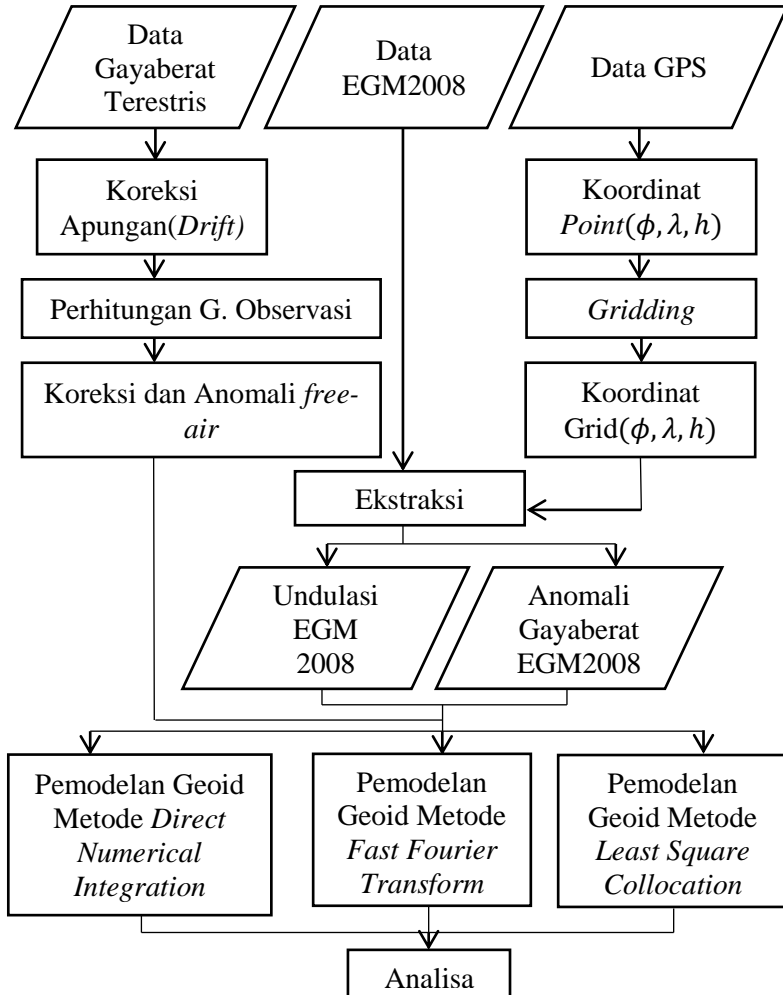 Data
Gayaberat
Terestris
Data
EGM2008
Data GPS
Koreksi
Apungan(Drift)
Koordinat
Point(ϕ, λ, h)
Perhitungan G. Observasi
Gridding
Koreksi dan Anomali free-
air
Koordinat
Grid(ϕ, λ, h)
Ekstraksi
Undulasi
EGM
2008
Anomali
Gayaberat
EGM2008
Pemodelan Geoid
Metode Direct
Numerical
Integration
Pemodelan
Geoid Metode
Fast Fourier
Transform
Pemodelan
Geoid Metode
Least Square
Collocation
Analisa